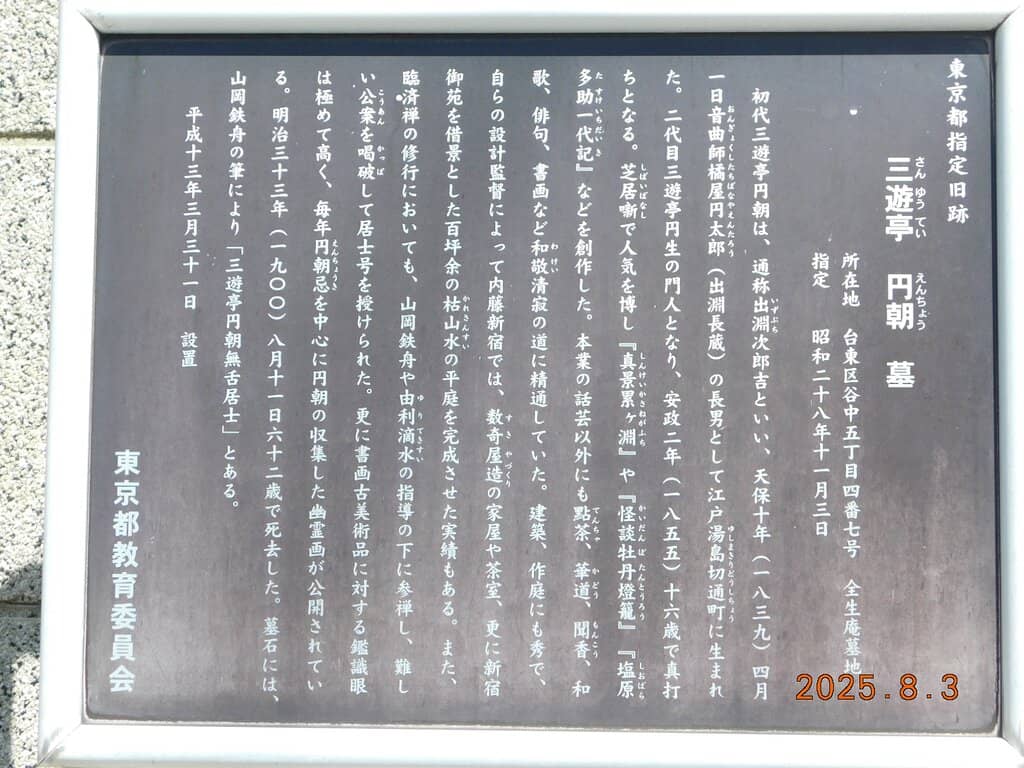 東京都指定旧跡
三遊亭 円朝 墓
所在地 台東区谷中五丁目四番七号 全生庵墓地
指定 昭和二十八年十一月三日
初代三遊亭円朝は、通称出淵次郎吉といい、天保十年（一八三九）四月
一日音曲師橘屋円太郎（出淵長蔵）の長男として江戸湯島切通町に生まれ
た。二代目三遊亭円生の門人となり、安政二年（一八五五）十六歳で真打
ちとなる。芝居噺で人気を博し『真景累ヶ淵』や『怪談牡丹燈籠』『塩原
多助一代記』などを創作した。本業の話芸以外にも點茶、華道、聞香、和
歌、俳句、書画など和敬清寂の道に精通していた。建築、作庭にも秀で、
自らの設計監督によって内藤新宿では、数奇屋造の家屋や茶室、更に新宿
御苑を借景とした百坪余の枯山水の平庭を完成させた実績もある。また、
臨済禅の修行においても、山岡鉄舟や由利滴水の指導の下に参禅し、難し
い公案を喝破して居士号を授けられた。更に書画古美術品に対する鑑識眼
は極めて高く、毎年円朝忌を中心に円朝の収集した幽霊画が公開されてい
る。明治三十三年（一九〇〇）八月十一日六十二歳で死去した。墓石には、
山岡鉄舟の筆により「三遊亭円朝無舌居士」とある。
平成十三年三月三十一日 設置
東京都教育委員会
2025.8.3